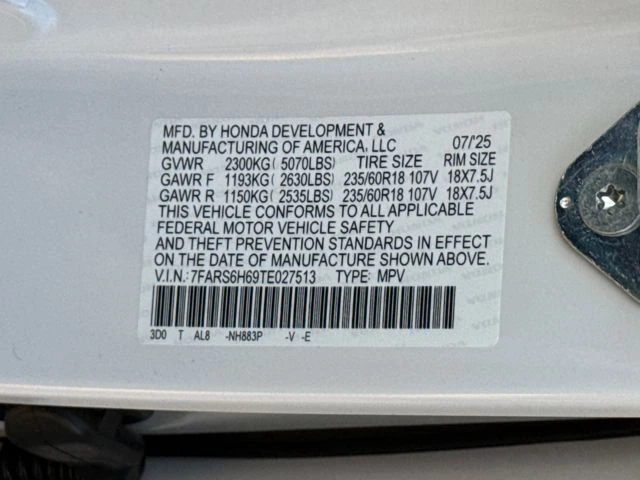 MFD. BY HONDA DEVELOPMENT &
MANUFACTURING OF AMERICA, LLC 07/'25
GVWR 2300KG( 5070LBS) TIRE SIZE RIM SIZE
GAWR F 1193KG( 2630LBS) 235/60R18 107V 18X7.5J
GAWR R 1150KG( 2535LBS) 235/60R18 107V 18X7.5J
THIS VEHICLE CONFORMS TO ALL APPLICABLE
FEDERAL MOTOR VEHICLE SAFETY
AND THEFT PREVENTION STANDARDS IN EFFECT
ON THE DATE OF MANUFACTURE SHOWN ABOVE.
V.I.N.: 7FARS6H69TE027513 TYPE: MPV
3D0 T AL8 -NH883P -V -E